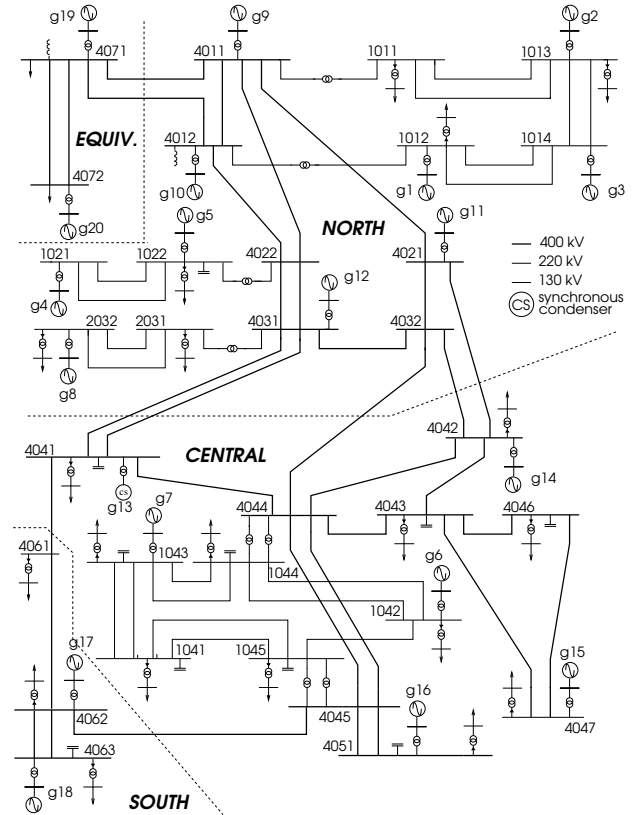 g19
g9
g2
4071
4011
1011
1013
EQUIV.
4012
1012
1014
4072
g10
g1
g3
g5
g20
NORTH
g11
1021
1022
4022
4021
400 kV
220 kV
130 kV
CS synchronous
condenser
g12
g4
2032
2031
4031
4032
g8
4041
CENTRAL
4042
CS
g13
g7
g14
4044
4043
4046
4061
1043
1044
g6
1042
g17
1041
1045
g15
g16
4062
4045
4047
4063
4051
g18
SOUTH